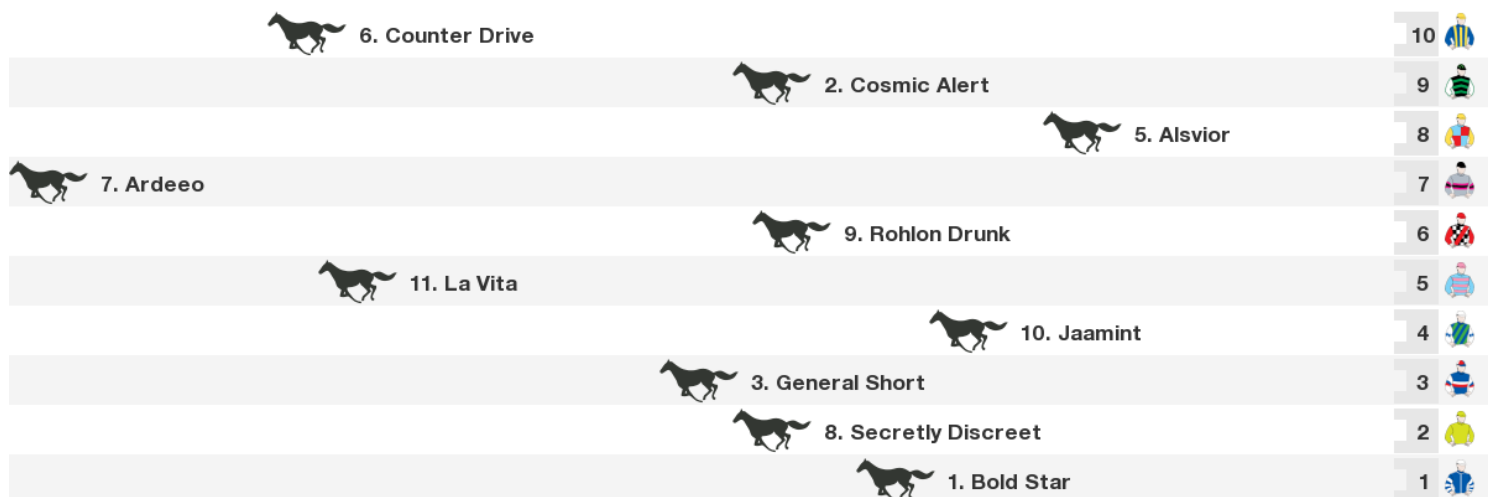 6. Counter Drive 10
2. Cosmic Alert 9
5. Alsvior 8
7. Ardeeo 7
9. Rohlon Drunk 6
11. La Vita 5
10. Jaamint 4
3. General Short 3
8. Secretly Discreet 2
1. Bold Star 1